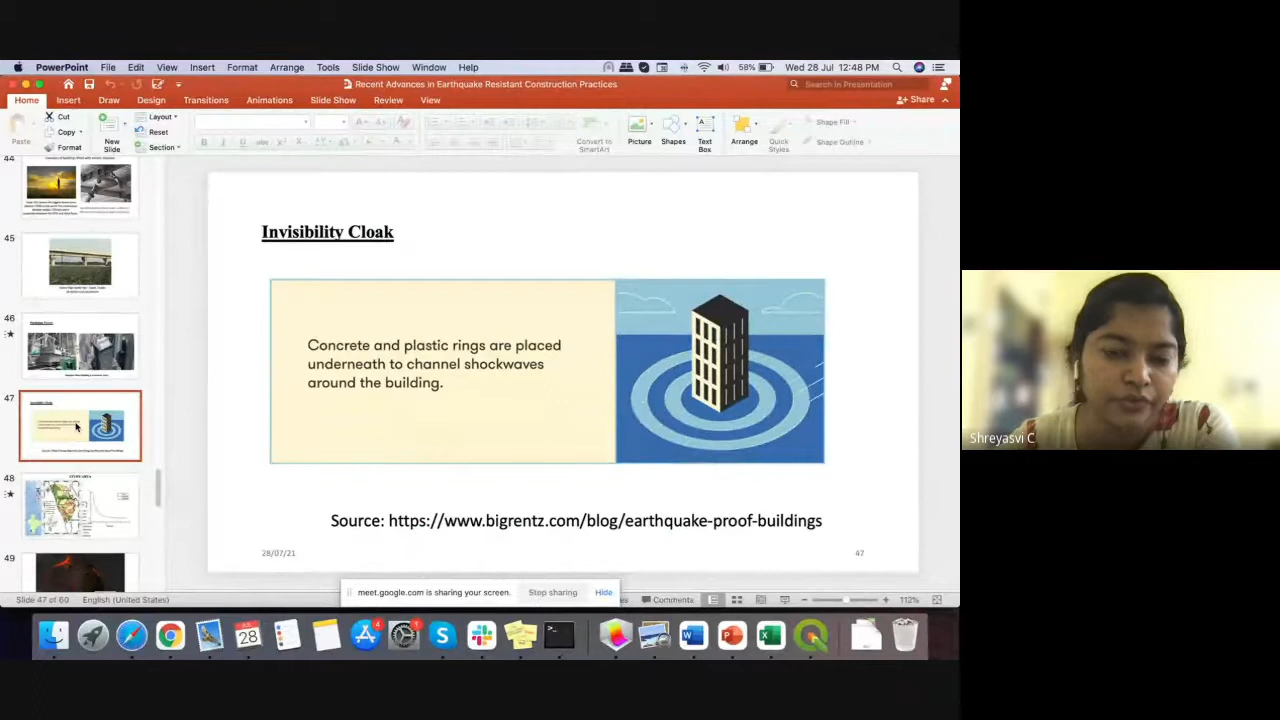 PowerPoint File Edit View Insert Format Arrange Tools Slide Show Window Help 58% Wed 28 Jul 12:48 PM
Recent Advances in Earthquake Resistant Construction Practices Search in Presentation
Home Insert Draw Design Transitions Animations Slide Show Review View Share
Paste Cut Copy Format New Slide Layout Reset Section Convert to SmartArt Picture Shapes Text Box Arrange Quick Styles Shape Fill Shape Outline
44
45
46
47
48
STUDY AREA
49
Invisibility Cloak
Concrete and plastic rings are placed
underneath to channel shockwaves
around the building.
Source: https://www.bigrentz.com/blog/earthquake-proof-buildings
28/07/21 47
meet.google.com is sharing your screen. Stop sharing Hide
Slide 47 of 60 English (United States) Comments 112%
28
Shreyasvi C